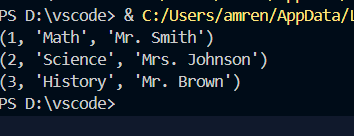 PS D:\vscode> & C:/Users/amren/AppData/L
(1, 'Math', 'Mr. Smith')
(2, 'Science', 'Mrs. Johnson')
(3, 'History', 'Mr. Brown')
PS D:\vscode>